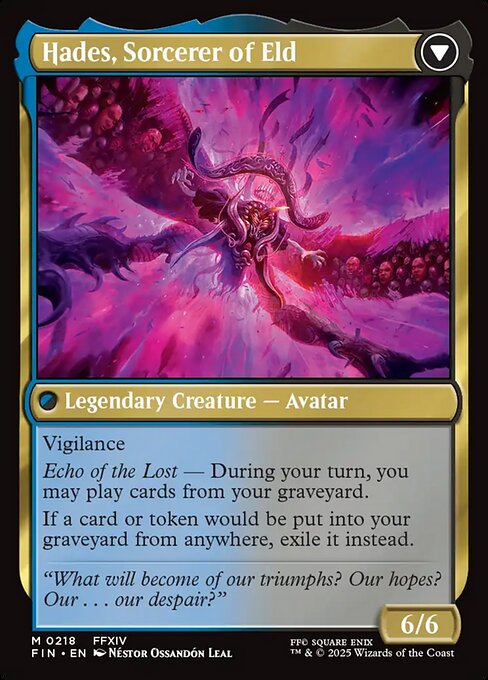 Hades, Sorcerer of Eld
Legendary Creature — Avatar
Vigilance
Echo of the Lost — During your turn, you
may play cards from your graveyard.
If a card or token would be put into your
graveyard from anywhere, exile it instead.
“What will become of our triumphs? Our hopes?
Our . . . our despair?”
6/6
M 0218 FFXIV
FIN • EN Néstor Ossandón Leal
FF© SQUARE ENIX
™ & © 2025 Wizards of the Coast